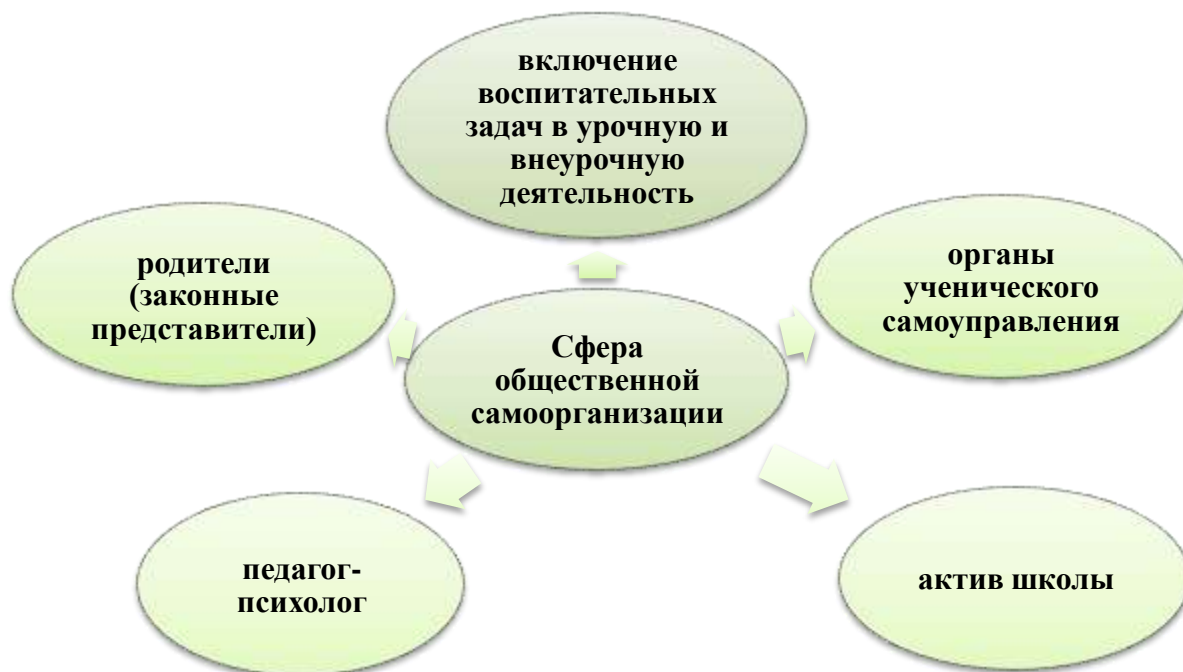 включение
воспитательных
задач в урочную и
внеурочную
деятельность
родители
(законные
представители)
органы
ученического
самоуправления
Сфера
общественной
самоорганизации
педагог-
психолог
актив школы